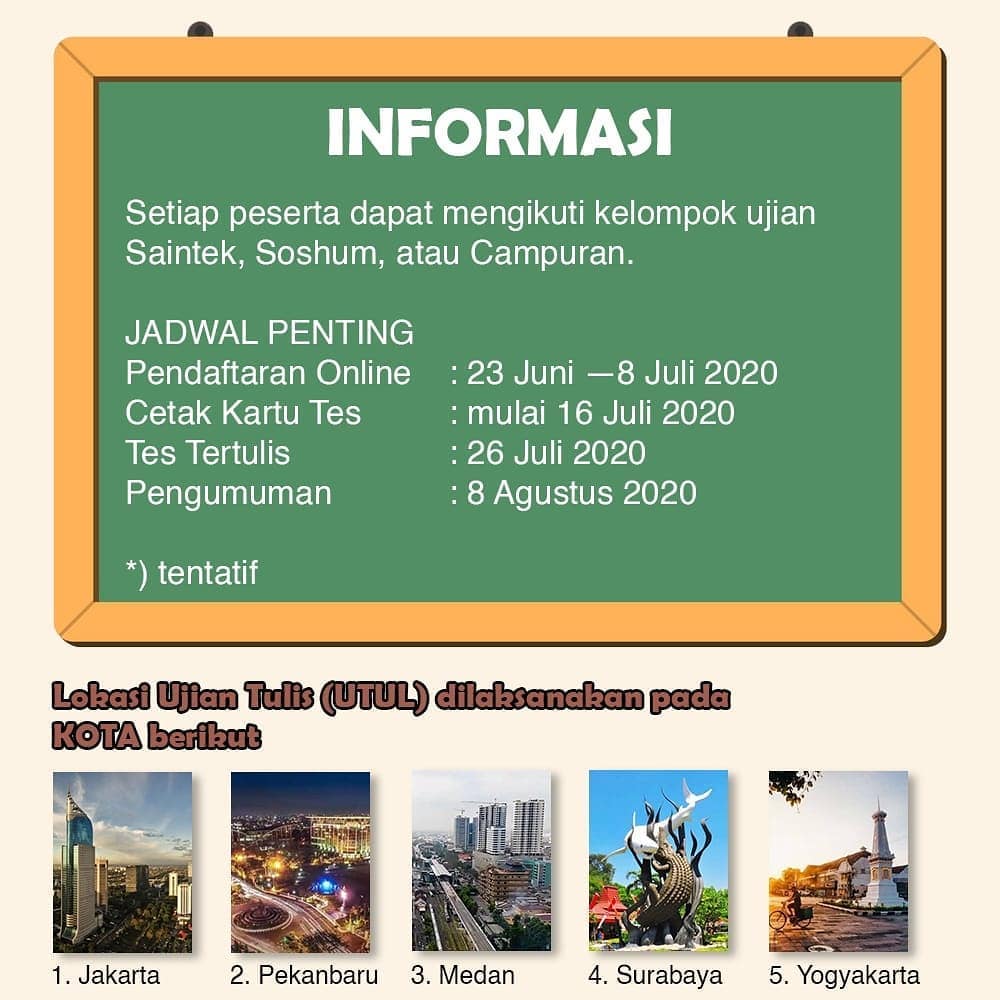 INFORMASI
Setiap peserta dapat mengikuti kelompok ujian
Saintek, Soshum, atau Campuran.
JADWAL PENTING
Pendaftaran Online : 23 Juni —8 Juli 2020
Cetak Kartu Tes : mulai 16 Juli 2020
Tes Tertulis : 26 Juli 2020
Pengumuman : 8 Agustus 2020
*) tentatif
Lokasi Ujian Tulis (UTUL) dilaksanakan pada
KOTA berikut
1. Jakarta
2. Pekanbaru
3. Medan
4. Surabaya
5. Yogyakarta